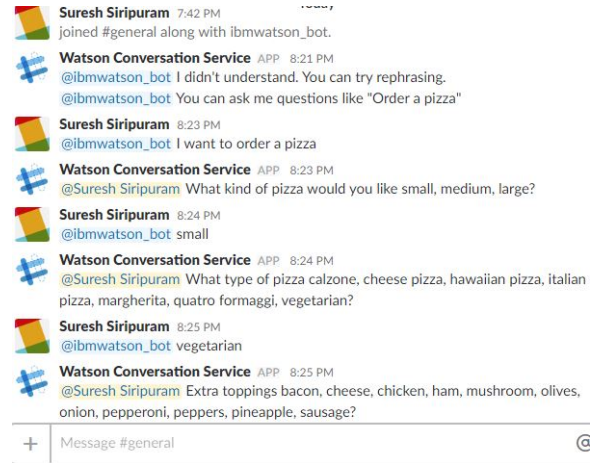 Today
Suresh Siripuram 7:42 PM
joined #general along with ibmwatson_bot.
Watson Conversation Service APP 8:21 PM
@ibmwatson_bot I didn't understand. You can try rephrasing.
@ibmwatson_bot You can ask me questions like "Order a pizza"
Suresh Siripuram 8:23 PM
@ibmwatson_bot I want to order a pizza
Watson Conversation Service APP 8:23 PM
@Suresh Siripuram What kind of pizza would you like small, medium, large?
Suresh Siripuram 8:24 PM
@ibmwatson_bot small
Watson Conversation Service APP 8:24 PM
@Suresh Siripuram What type of pizza calzone, cheese pizza, hawaiian pizza, italian
pizza, margherita, quatro formaggi, vegetarian?
Suresh Siripuram 8:25 PM
@ibmwatson_bot vegetarian
Watson Conversation Service APP 8:25 PM
@Suresh Siripuram Extra toppings bacon, cheese, chicken, ham, mushroom, olives,
onion, pepperoni, peppers, pineapple, sausage?
+ Message #general @